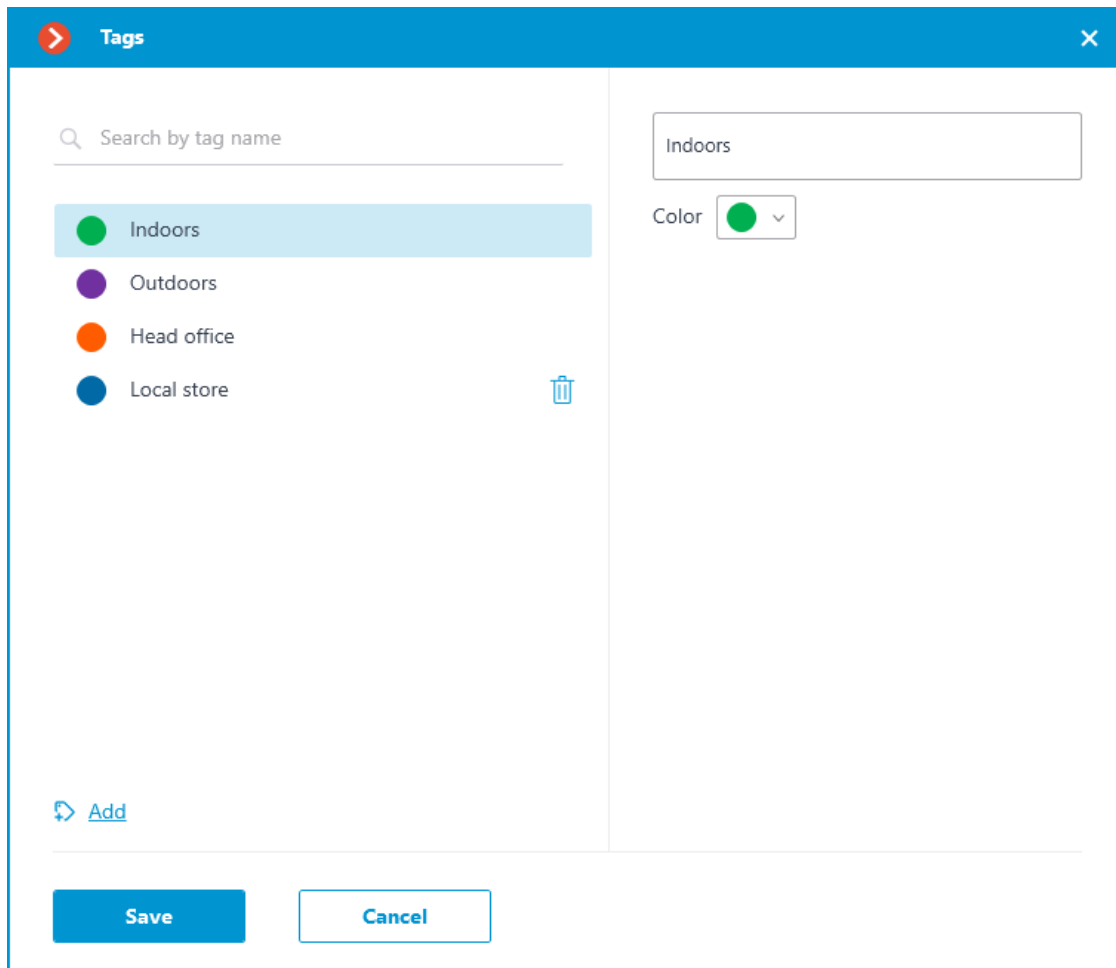 Tags
Search by tag name
Indoors
Outdoors
Head office
Local store
Add
Indoors
Color
Save
Cancel